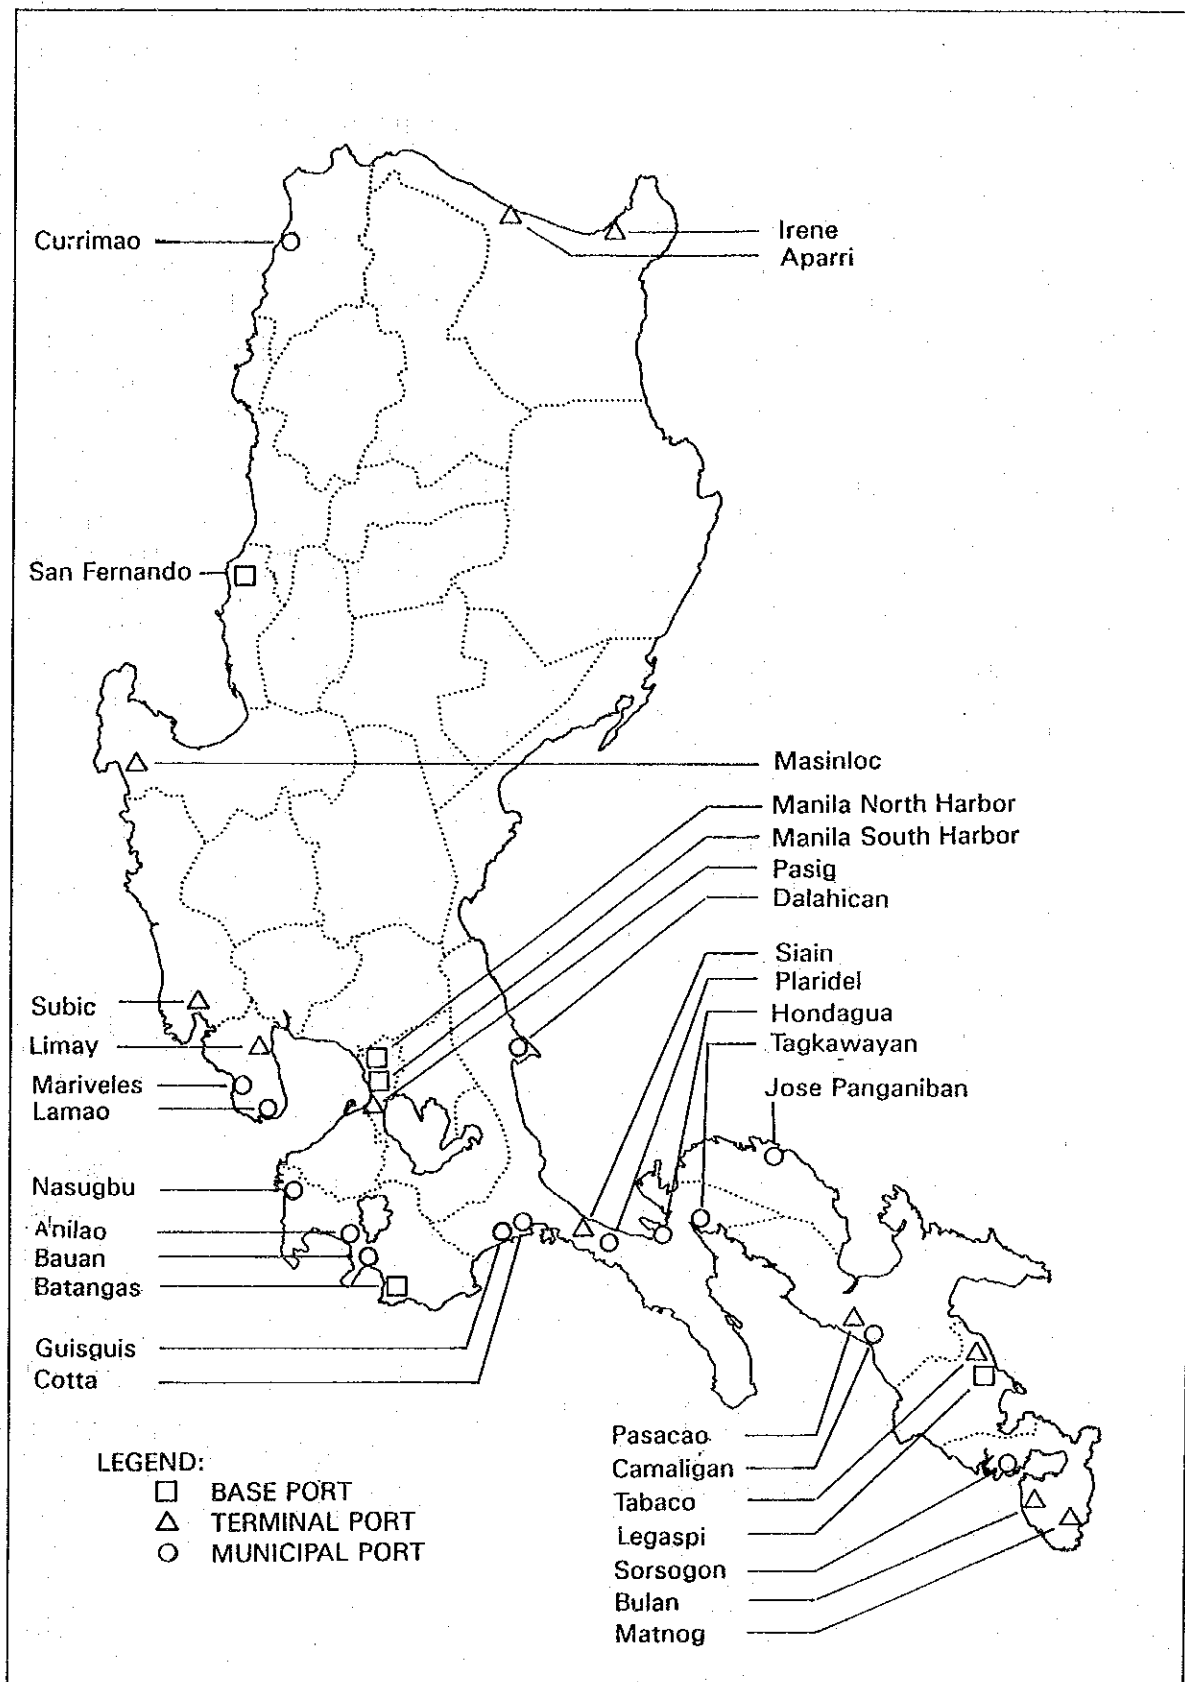 Currimao
Irene
Aparri
San Fernando
Masinloc
Manila North Harbor
Manila South Harbor
Pasig
Dalahican
Siain
Plaridel
Hondagua
Tagkawayan
Jose Panganiban
Subic
Limay
Mariveles
Lamao
Nasugbu
A'nilao
Bauan
Batangas
Guisguis
Cotta
Pasacao
Camaligan
Tabaco
Legaspi
Sorsogon
Bulan
Matnog
LEGEND:
BASE PORT
TERMINAL PORT
MUNICIPAL PORT